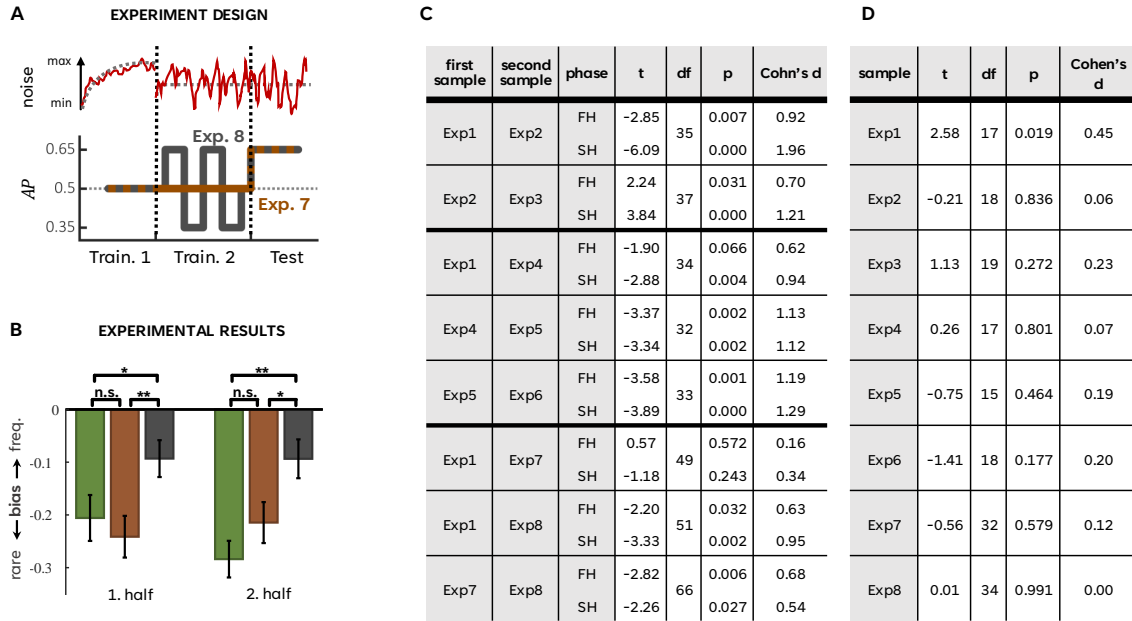 A
EXPERIMENT DESIGN
noise
max
min
Exp. 8
AP
0.65
0.5
0.35
Exp. 7
Train. 1 Train. 2 Test
B
EXPERIMENTAL RESULTS
* **
n.s. ** n.s. *
rare ← bias → freq.
0
-0.1
-0.2
-0.3
1. half 2. half
C
first sample second sample phase t df p Cohn's d
Exp1 Exp2 FH −2.85 35 0.007 0.92
SH −6.09 0.000 1.96
Exp2 Exp3 FH 2.24 37 0.031 0.70
SH 3.84 0.000 1.21
Exp1 Exp4 FH −1.90 34 0.066 0.62
SH −2.88 0.004 0.94
Exp4 Exp5 FH −3.37 32 0.002 1.13
SH −3.34 0.002 1.12
Exp5 Exp6 FH −3.58 33 0.001 1.19
SH −3.89 0.000 1.29
Exp1 Exp7 FH 0.57 49 0.572 0.16
SH −1.18 0.243 0.34
Exp1 Exp8 FH −2.20 51 0.032 0.63
SH −3.33 0.002 0.95
Exp7 Exp8 FH −2.82 66 0.006 0.68
SH −2.26 0.027 0.54
D
sample t df p Cohen's d
Exp1 2.58 17 0.019 0.45
Exp2 −0.21 18 0.836 0.06
Exp3 1.13 19 0.272 0.23
Exp4 0.26 17 0.801 0.07
Exp5 −0.75 15 0.464 0.19
Exp6 −1.41 18 0.177 0.20
Exp7 −0.56 32 0.579 0.12
Exp8 0.01 34 0.991 0.00